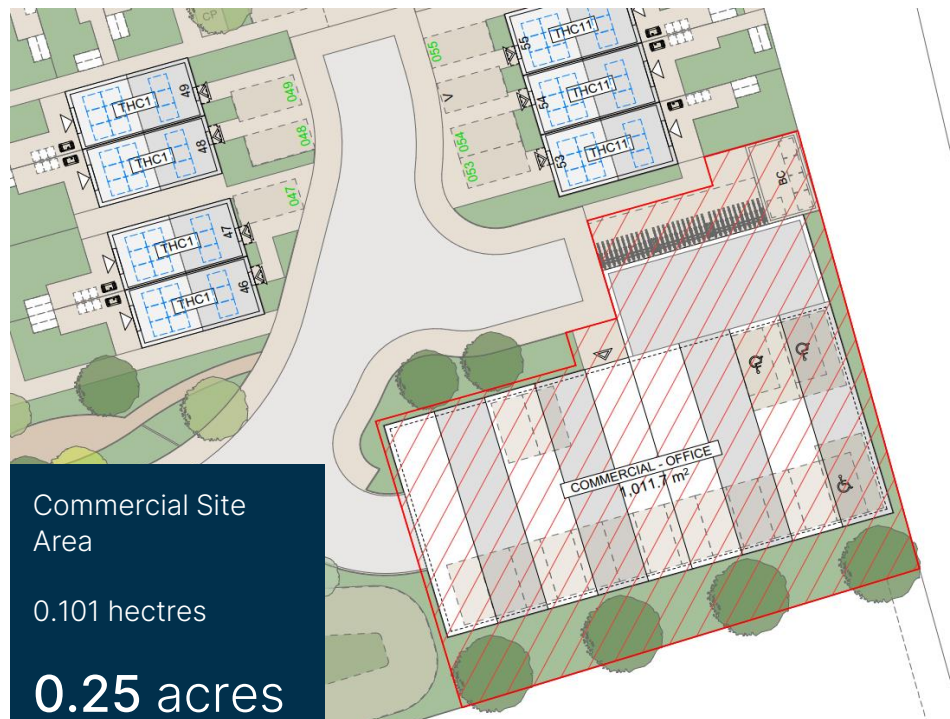 CP
55
THC11
055
49
THC1
049
V
54
THC11
48
THC1
048
054
53
THC11
053
BC
047
47
THC1
46
THC1
COMMERCIAL - OFFICE
1,011.7 m²
Commercial Site
Area
0.101 hectres
0.25 acres